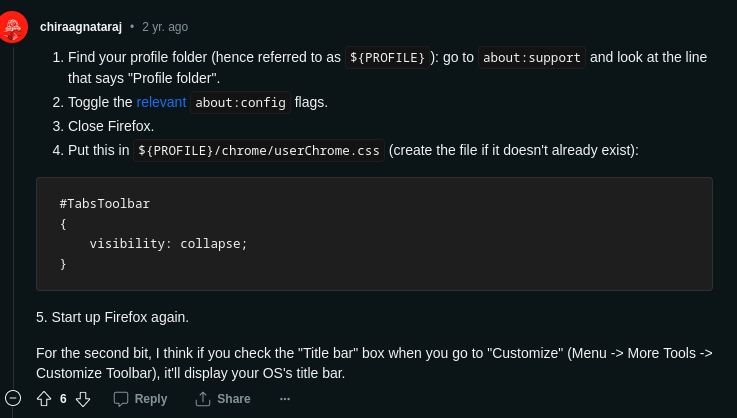 chiraagnataraj • 2 yr. ago
1. Find your profile folder (hence referred to as ${PROFILE} ): go to about:support and look at the line
that says "Profile folder".
2. Toggle the relevant about:config flags.
3. Close Firefox.
4. Put this in ${PROFILE}/chrome/userChrome.css (create the file if it doesn't already exist):
#TabsToolbar
{
    visibility: collapse;
}
5. Start up Firefox again.
For the second bit, I think if you check the "Title bar" box when you go to "Customize" (Menu -> More Tools ->
Customize Toolbar), it'll display your OS's title bar.
6 Reply Share ···